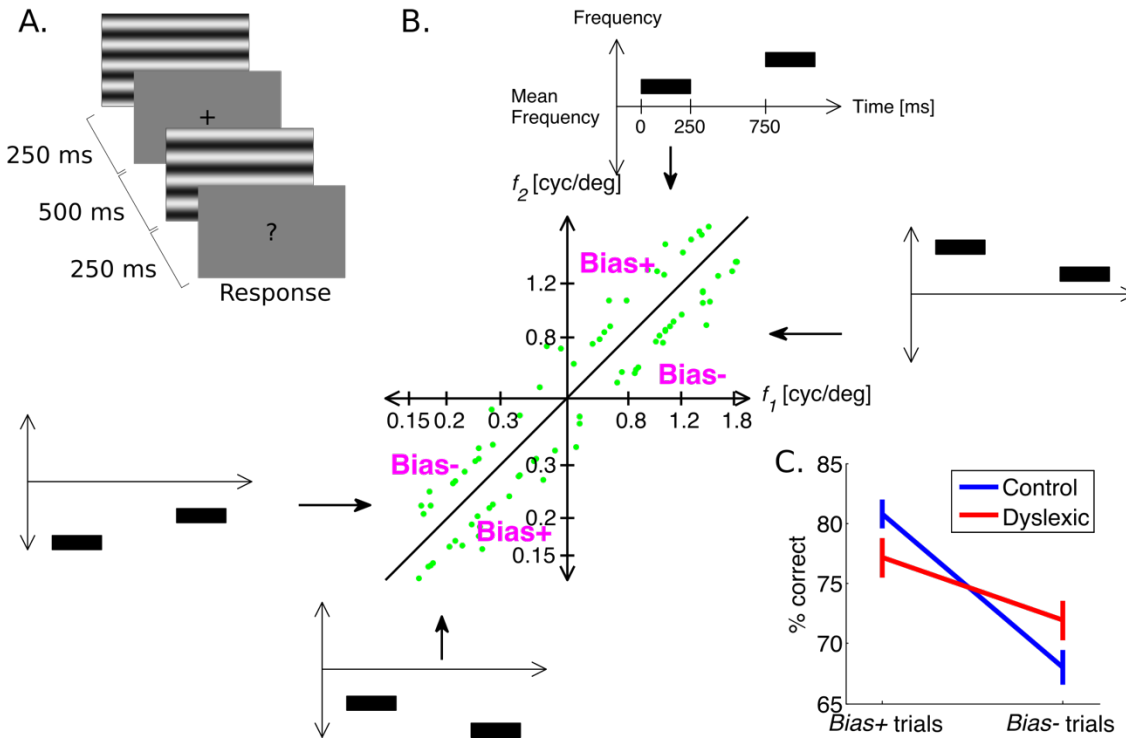 A.
+
?
250 ms
500 ms
250 ms
Response
B.
Frequency
Mean
Frequency
0
250
750
Time [ms]
f2 [cyc/deg]
Bias+
1.2
0.8
Bias-
f1 [cyc/deg]
0.15 0.2 0.3 0.8 1.2 1.8
Bias-
0.3
Bias+
0.2
0.15
C.
85
80
75
70
65
% correct
Control
Dyslexic
Bias+ trials
Bias- trials